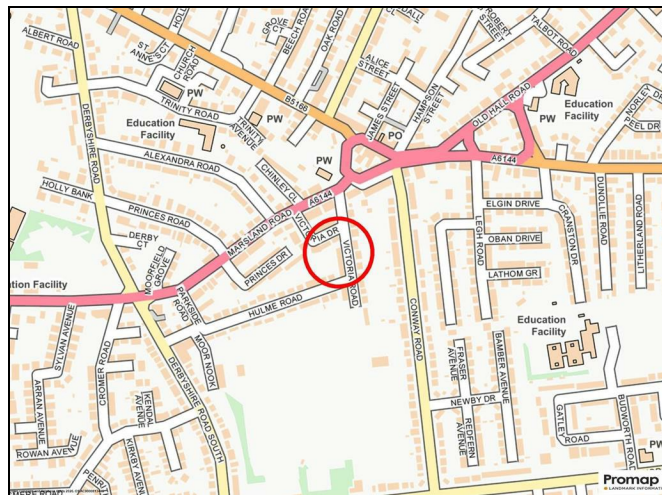 ALBERT ROAD
ST. ANNE'S CT
CHURCH ROAD
GROVE CT
BEECH ROAD
OAK ROAD
ALICE STREET
ROBERT STREET
TALBOT ROAD
PW
TRINITY ROAD
TRINITY AVENUE
PW
B5166
JAMES STREET
HAMPSON STREET
PO
OLD HALL ROAD
PW
DERBYSHIRE ROAD
Education
Facility
ALEXANDRA ROAD
CHINLEY CL
PW
A6144
HOLLY BANK
PRINCES ROAD
MARSLAND ROAD
A6144
ELGIN DRIVE
DERBY CT
PIA DR
PRINCES DR
VICTORIA ROAD
LEGH ROAD
OBAN DRIVE
CRANSTON DR
DUNOLLIE ROAD
LITHERLAND ROAD
MOORFIELD GROVE
LATHOM GR
PARKSIDE ROAD
HULME ROAD
CONWAY ROAD
Education
Facility
SYLVAN AVENUE
CROMER ROAD
MOOR NOOK
DERBYSHIRE ROAD SOUTH
FRASER AVENUE
BAMBER AVENUE
ARRAN AVENUE
KENDAL AVENUE
NEWBY DR
REDFERN AVENUE
GATLEY ROAD
BUDWORTH ROAD
ROWAN AVENUE
KIRKBY AVENUE
PW
Promap
LANDMARK INFORMATION